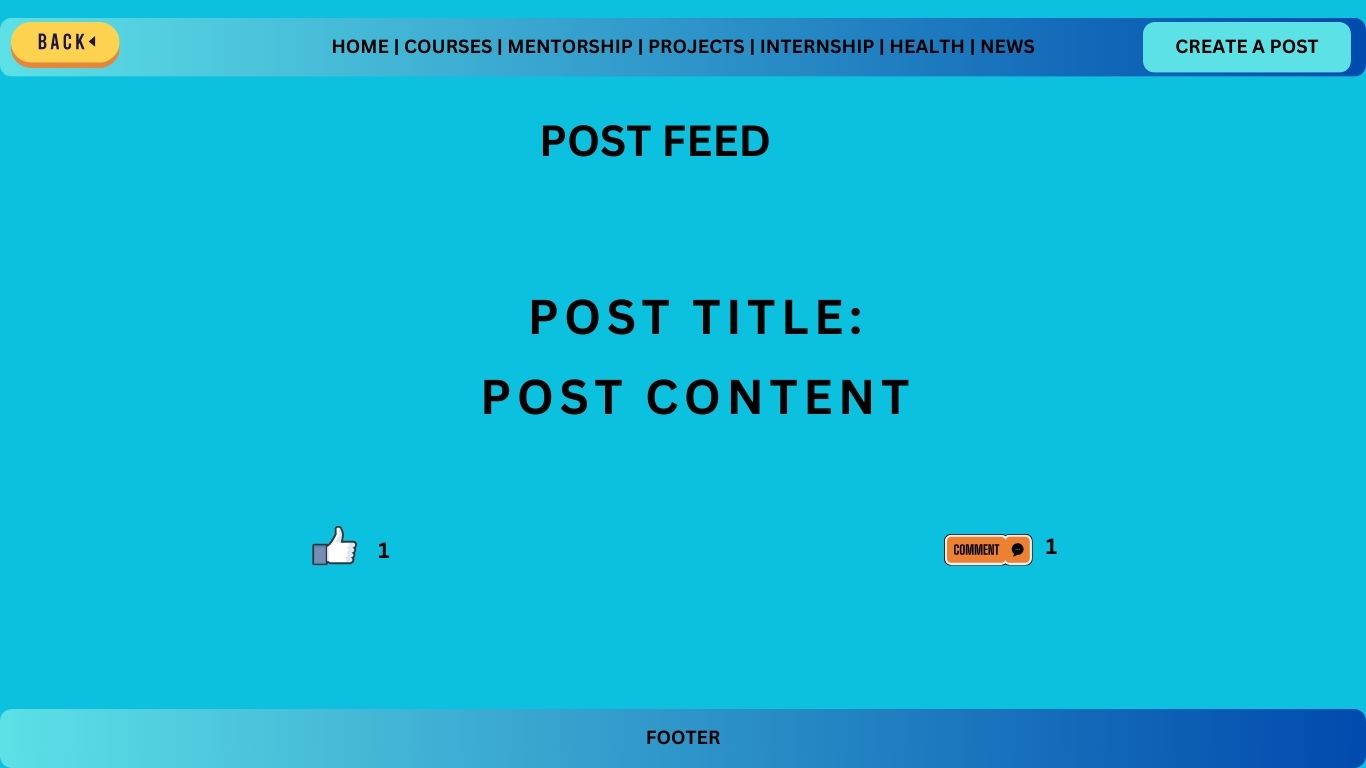 BACK
HOME | COURSES | MENTORSHIP | PROJECTS | INTERNSHIP | HEALTH | NEWS
CREATE A POST
POST FEED
POST TITLE:
POST CONTENT
1
COMMENT
1
FOOTER